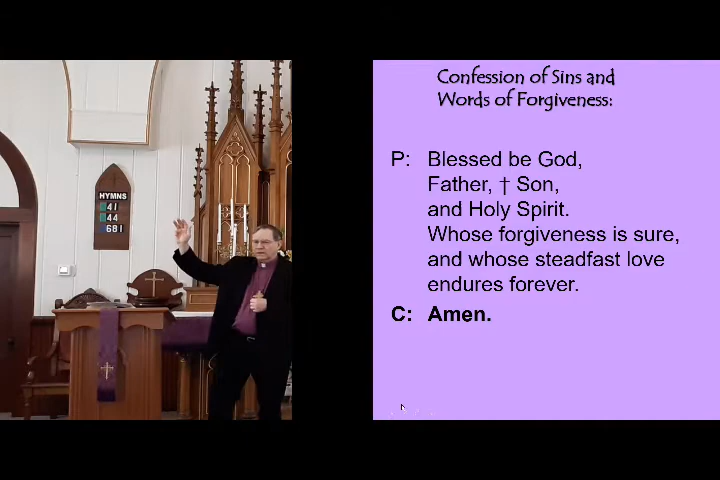 HYMNS
41
44
681
Confession of Sins and
Words of Forgiveness:
P: Blessed be God,
Father, † Son,
and Holy Spirit.
Whose forgiveness is sure,
and whose steadfast love
endures forever.
C: Amen.